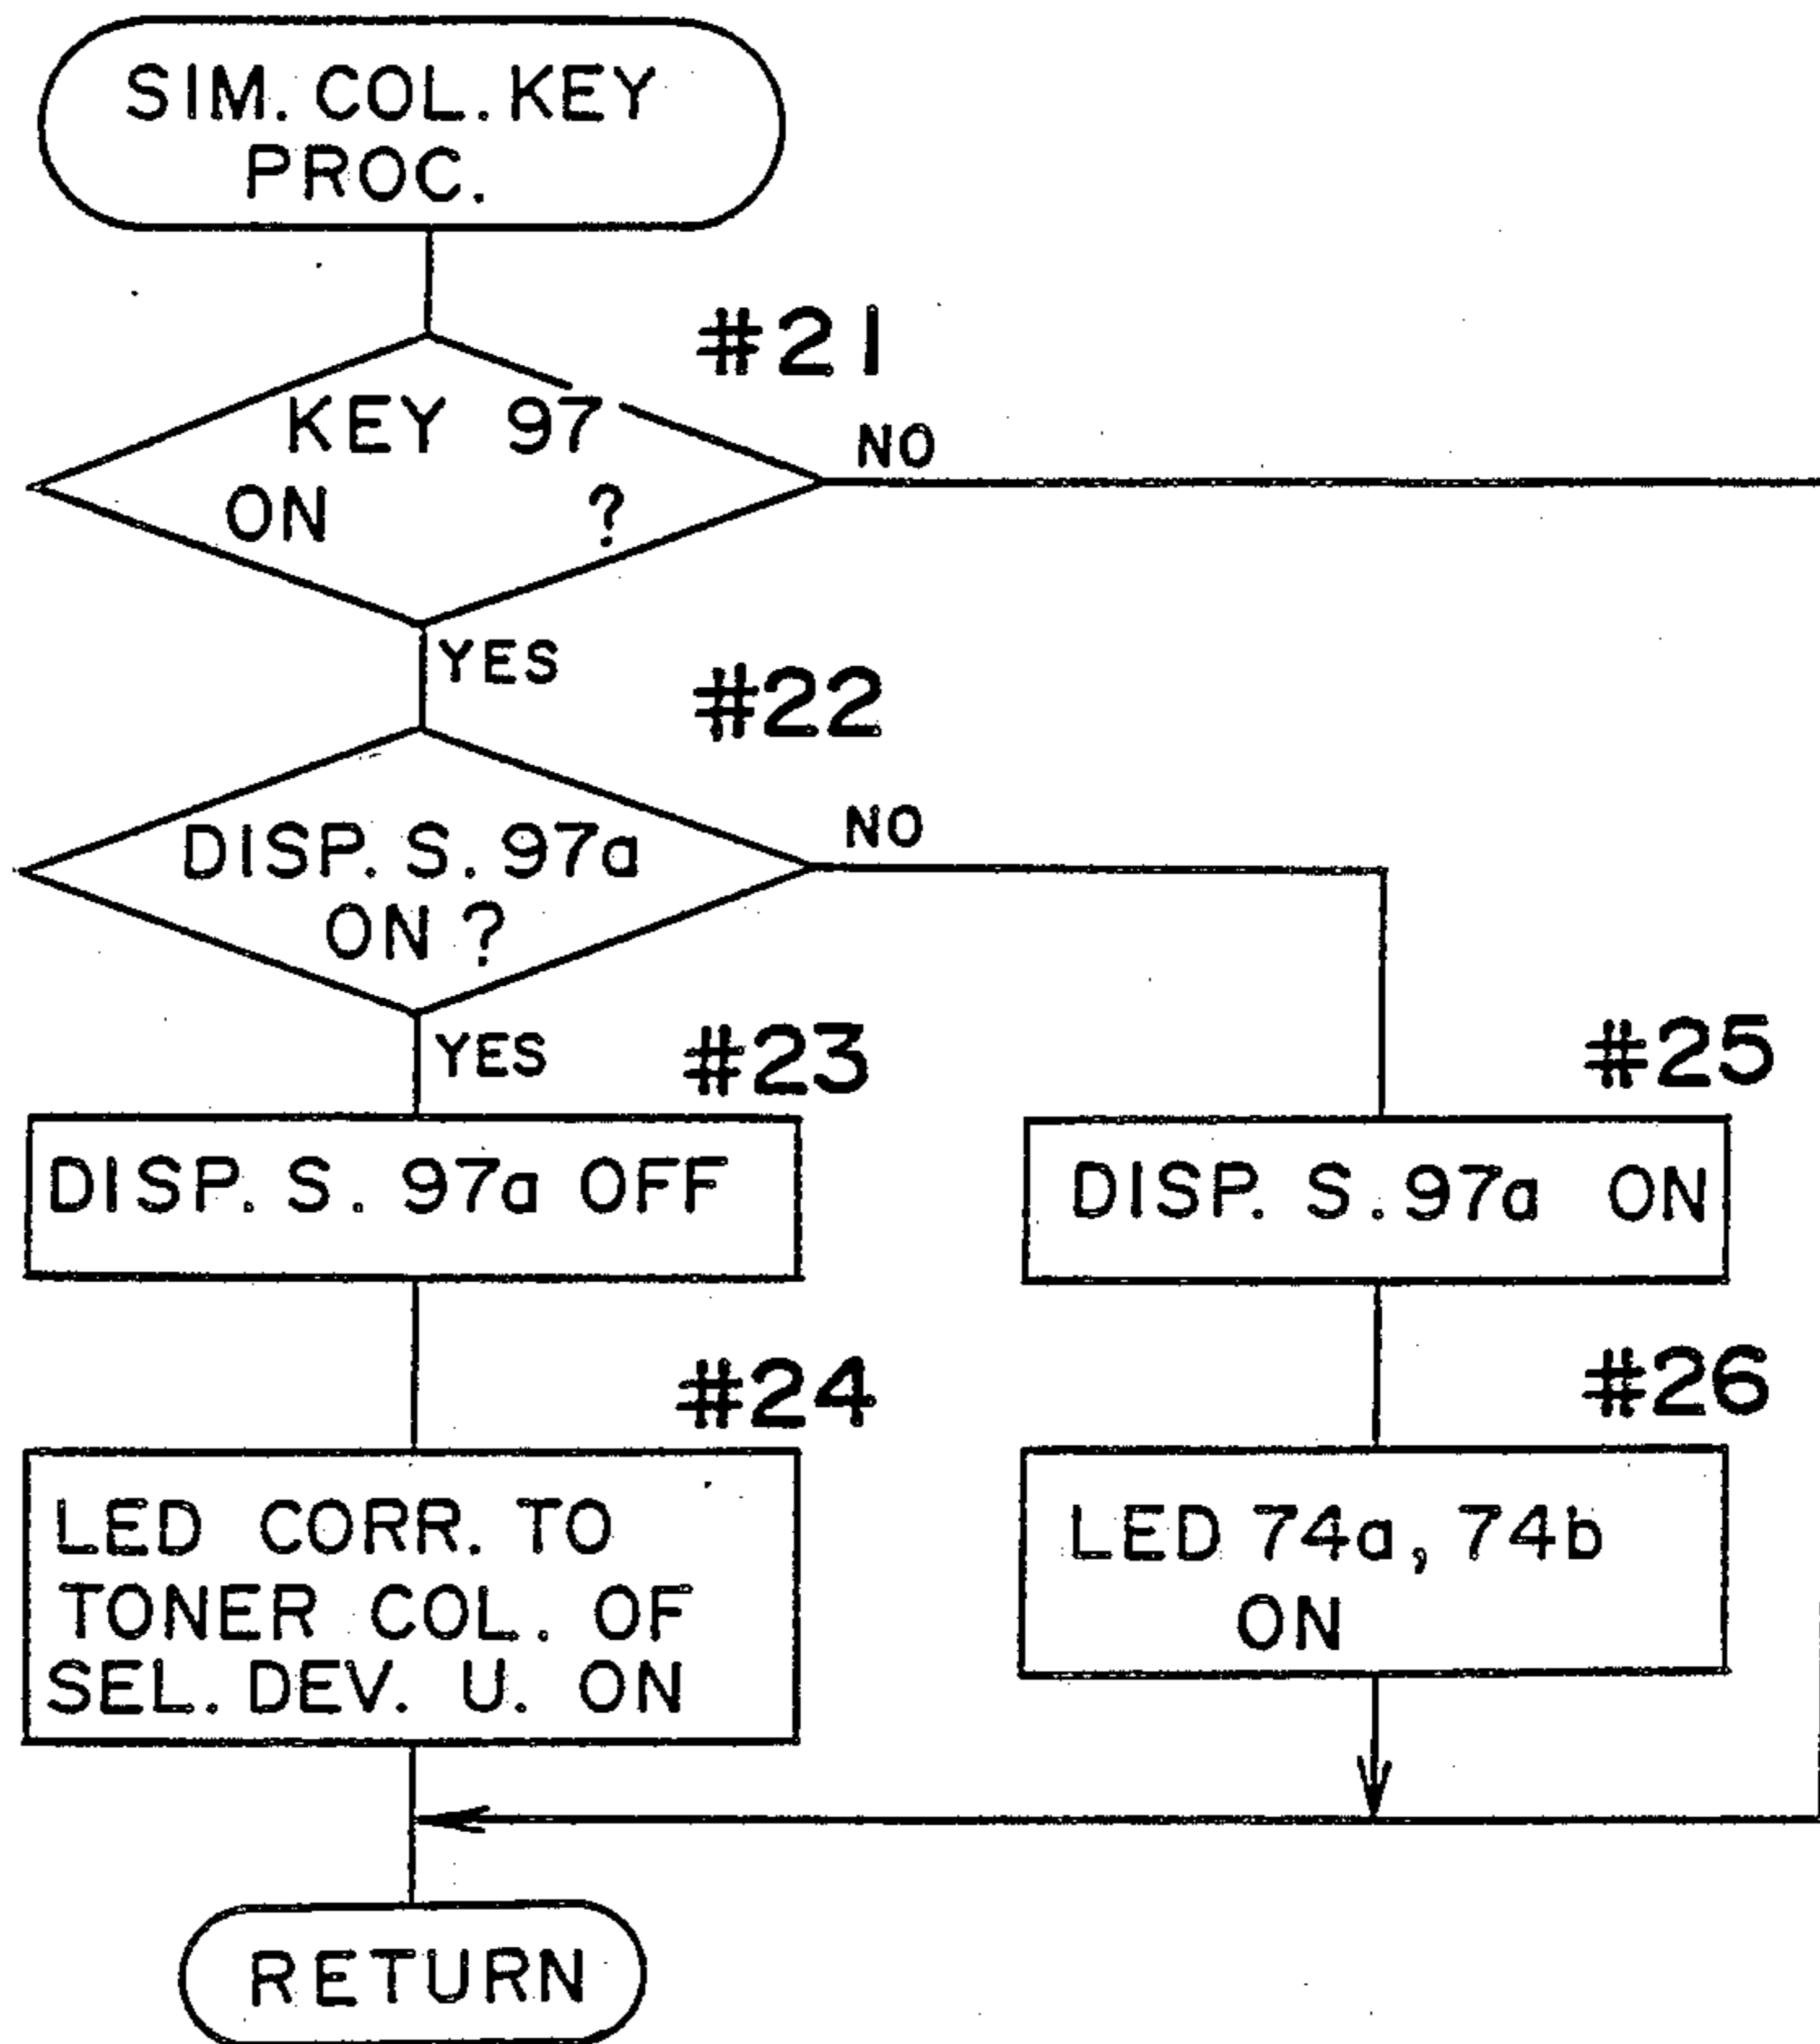 SIM. COL. KEY
PROC.
#21
KEY 97
ON ?
NO
YES
#22
DISP. S. 97a
ON ?
NO
YES
#23
DISP. S. 97a OFF
#25
DISP. S. 97a ON
#24
LED CORR. TO
TONER COL. OF
SEL. DEV. U. ON
#26
LED 74a, 74b
ON
RETURN